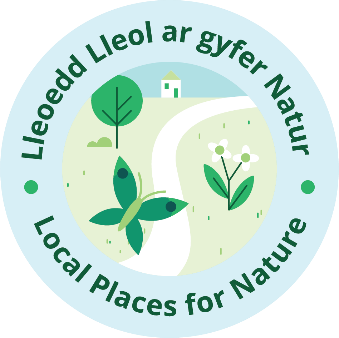 Lleoedd Lleol ar gyfer Natur
Local Places for Nature